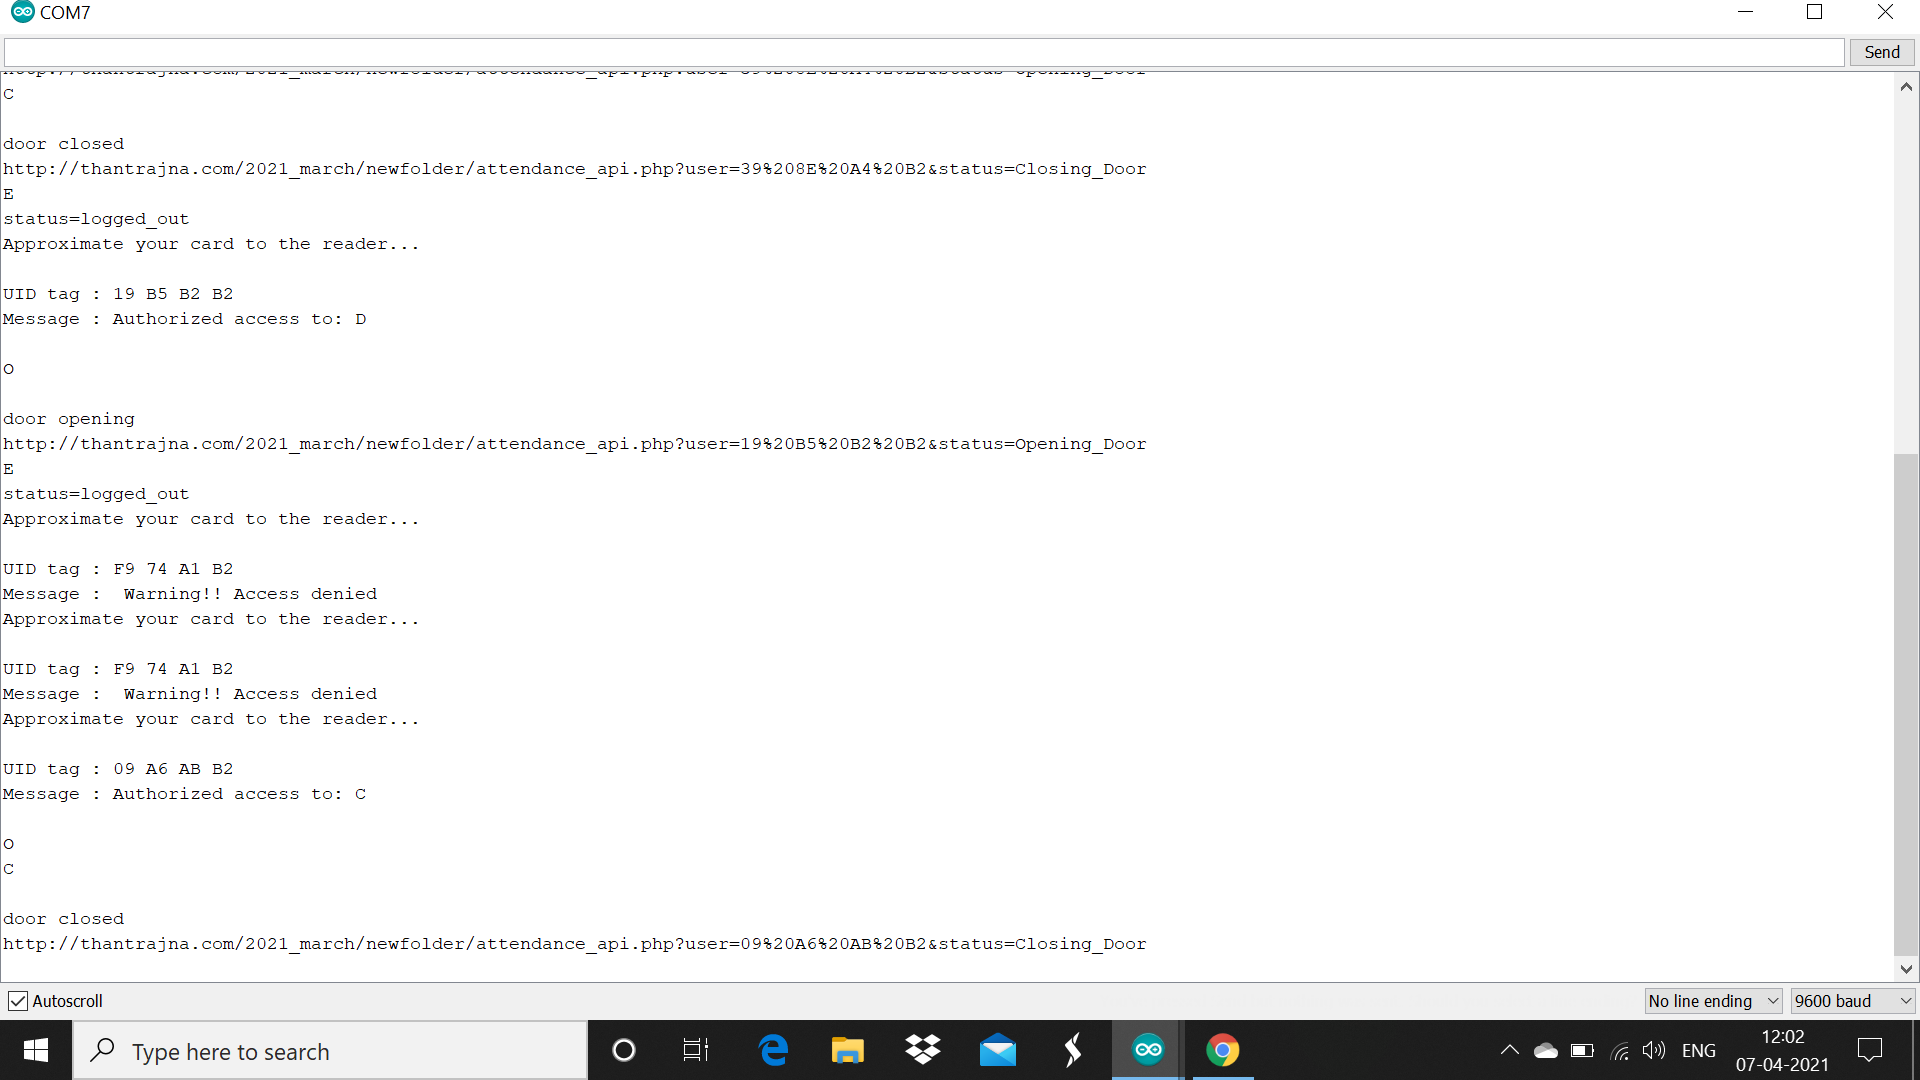 COM7
Send
C
door closed
http://thantrajna.com/2021_march/newfolder/attendance_api.php?user=39%208E%20A4%20B2&status=Closing_Door
E
status=logged_out
Approximate your card to the reader...
UID tag : 19 B5 B2 B2
Message : Authorized access to: D
O
door opening
http://thantrajna.com/2021_march/newfolder/attendance_api.php?user=19%20B5%20B2%20B2&status=Opening_Door
E
status=logged_out
Approximate your card to the reader...
UID tag : F9 74 A1 B2
Message :  Warning!! Access denied
Approximate your card to the reader...
UID tag : F9 74 A1 B2
Message :  Warning!! Access denied
Approximate your card to the reader...
UID tag : 09 A6 AB B2
Message : Authorized access to: C
O
C
door closed
http://thantrajna.com/2021_march/newfolder/attendance_api.php?user=09%20A6%20AB%20B2&status=Closing_Door
Autoscroll
No line ending
9600 baud
Type here to search
ENG
12:02
07-04-2021